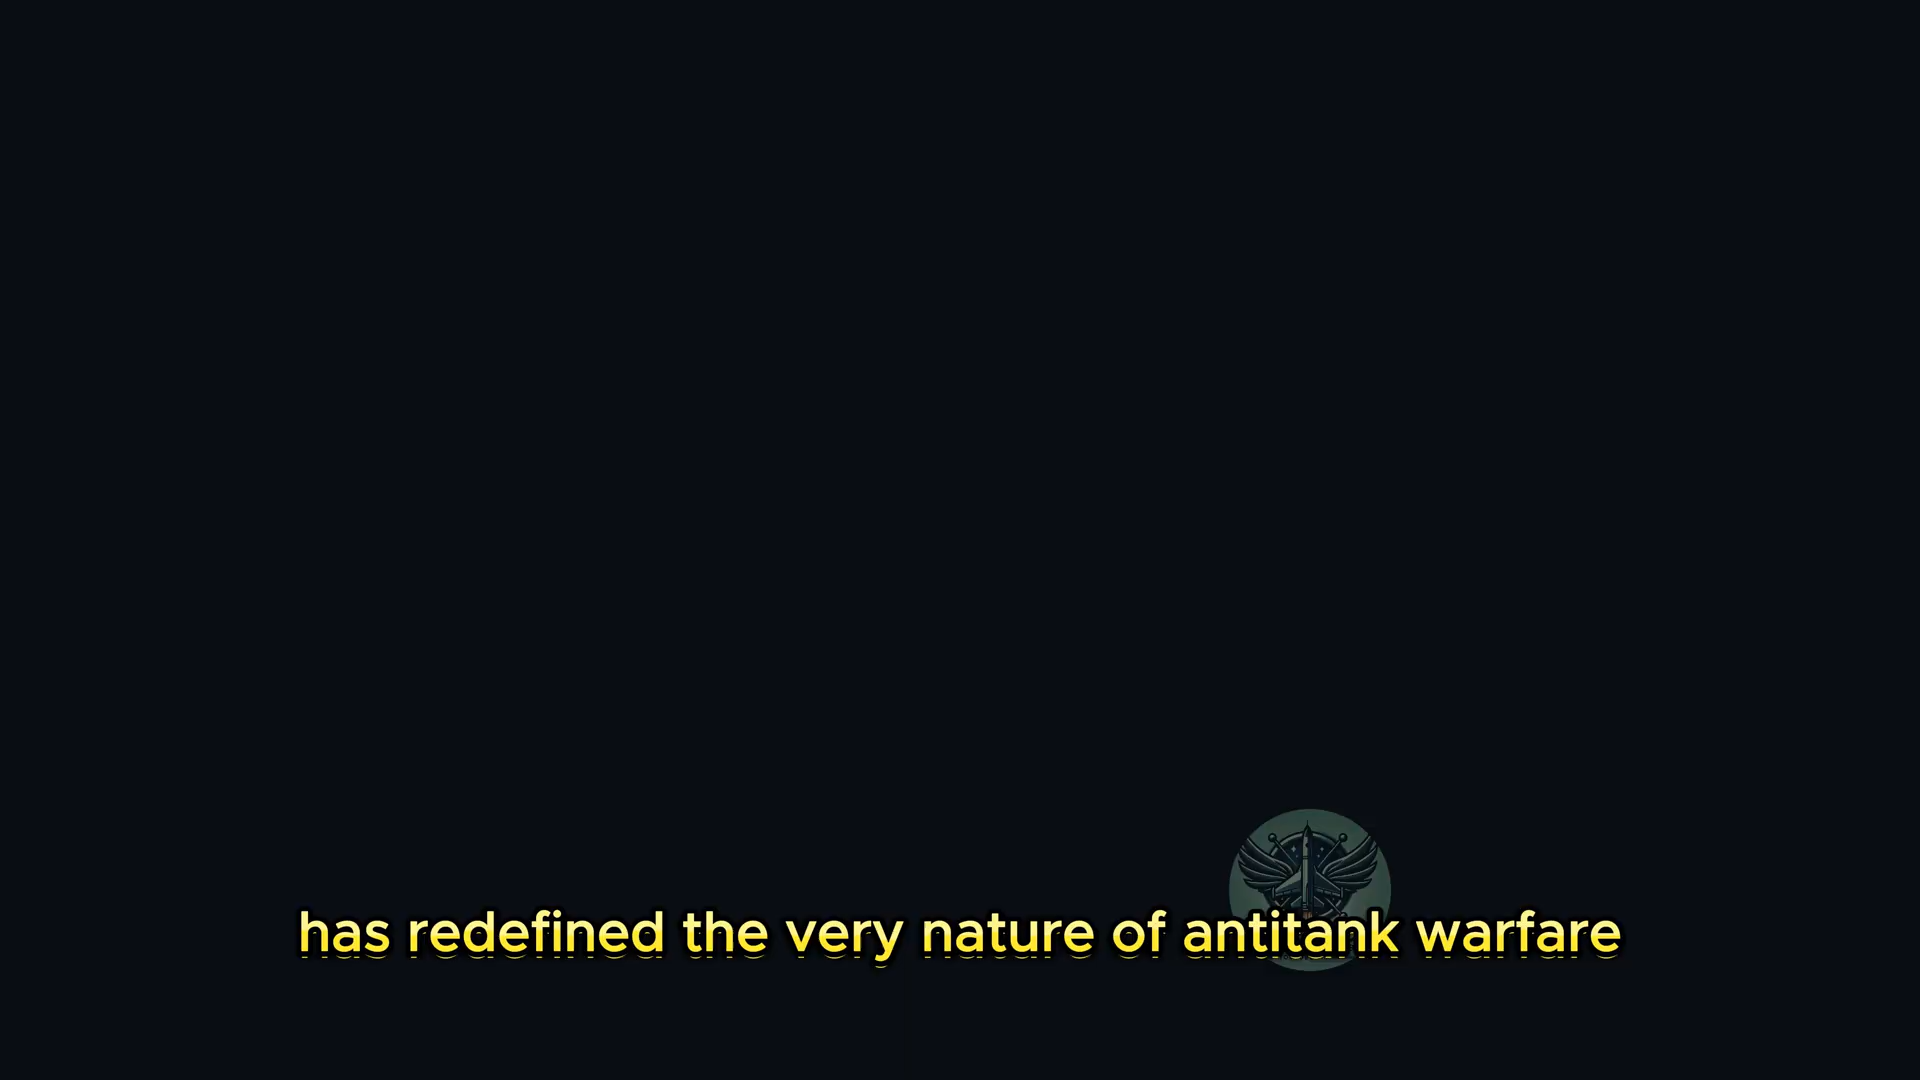 has redefined the very nature of antitank warfare